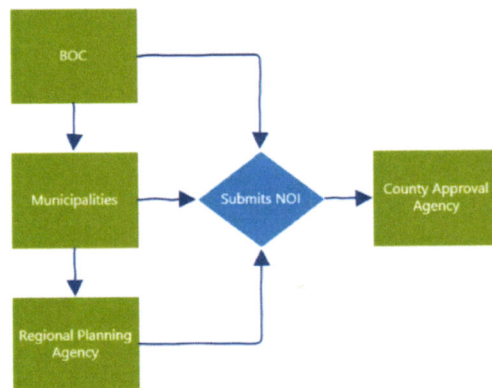 BOC
Municipalities
Submits NOI
County Approval
Agency
Regional Planning
Agency